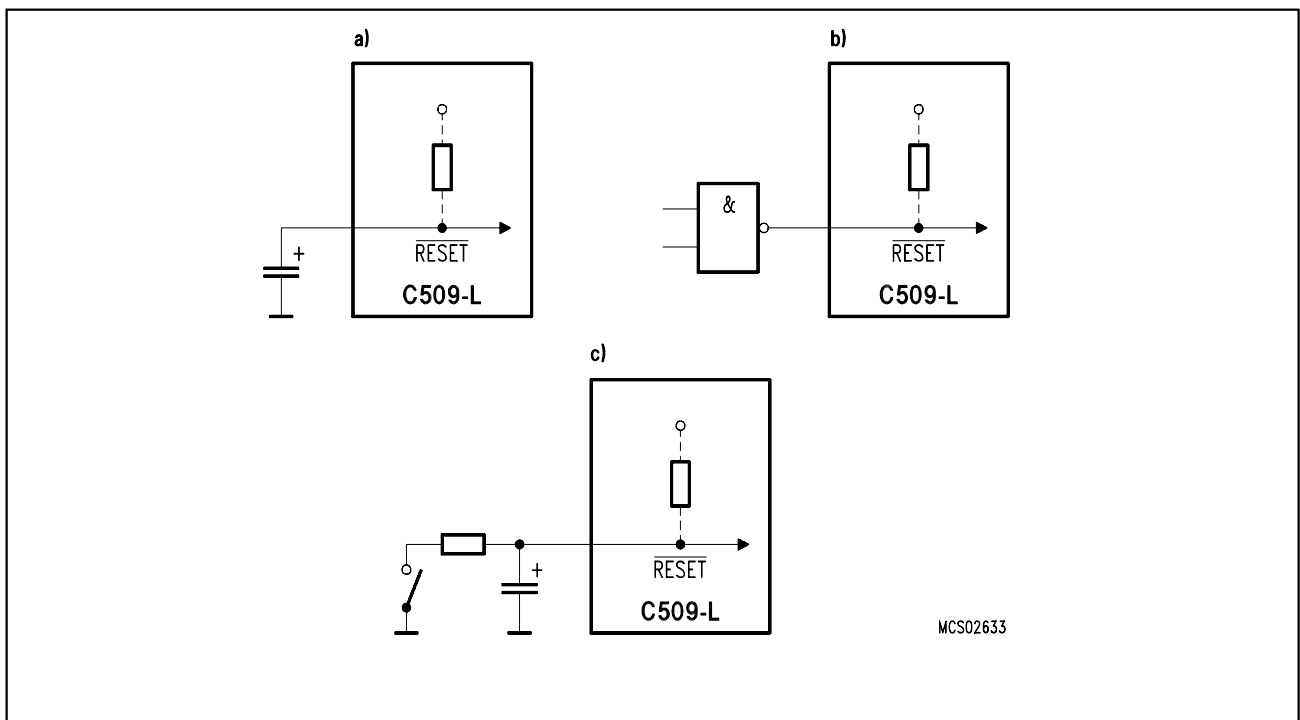 a)
b)
+
RESET
C509-L
&
RESET
C509-L
c)
+
RESET
C509-L
MCS02633